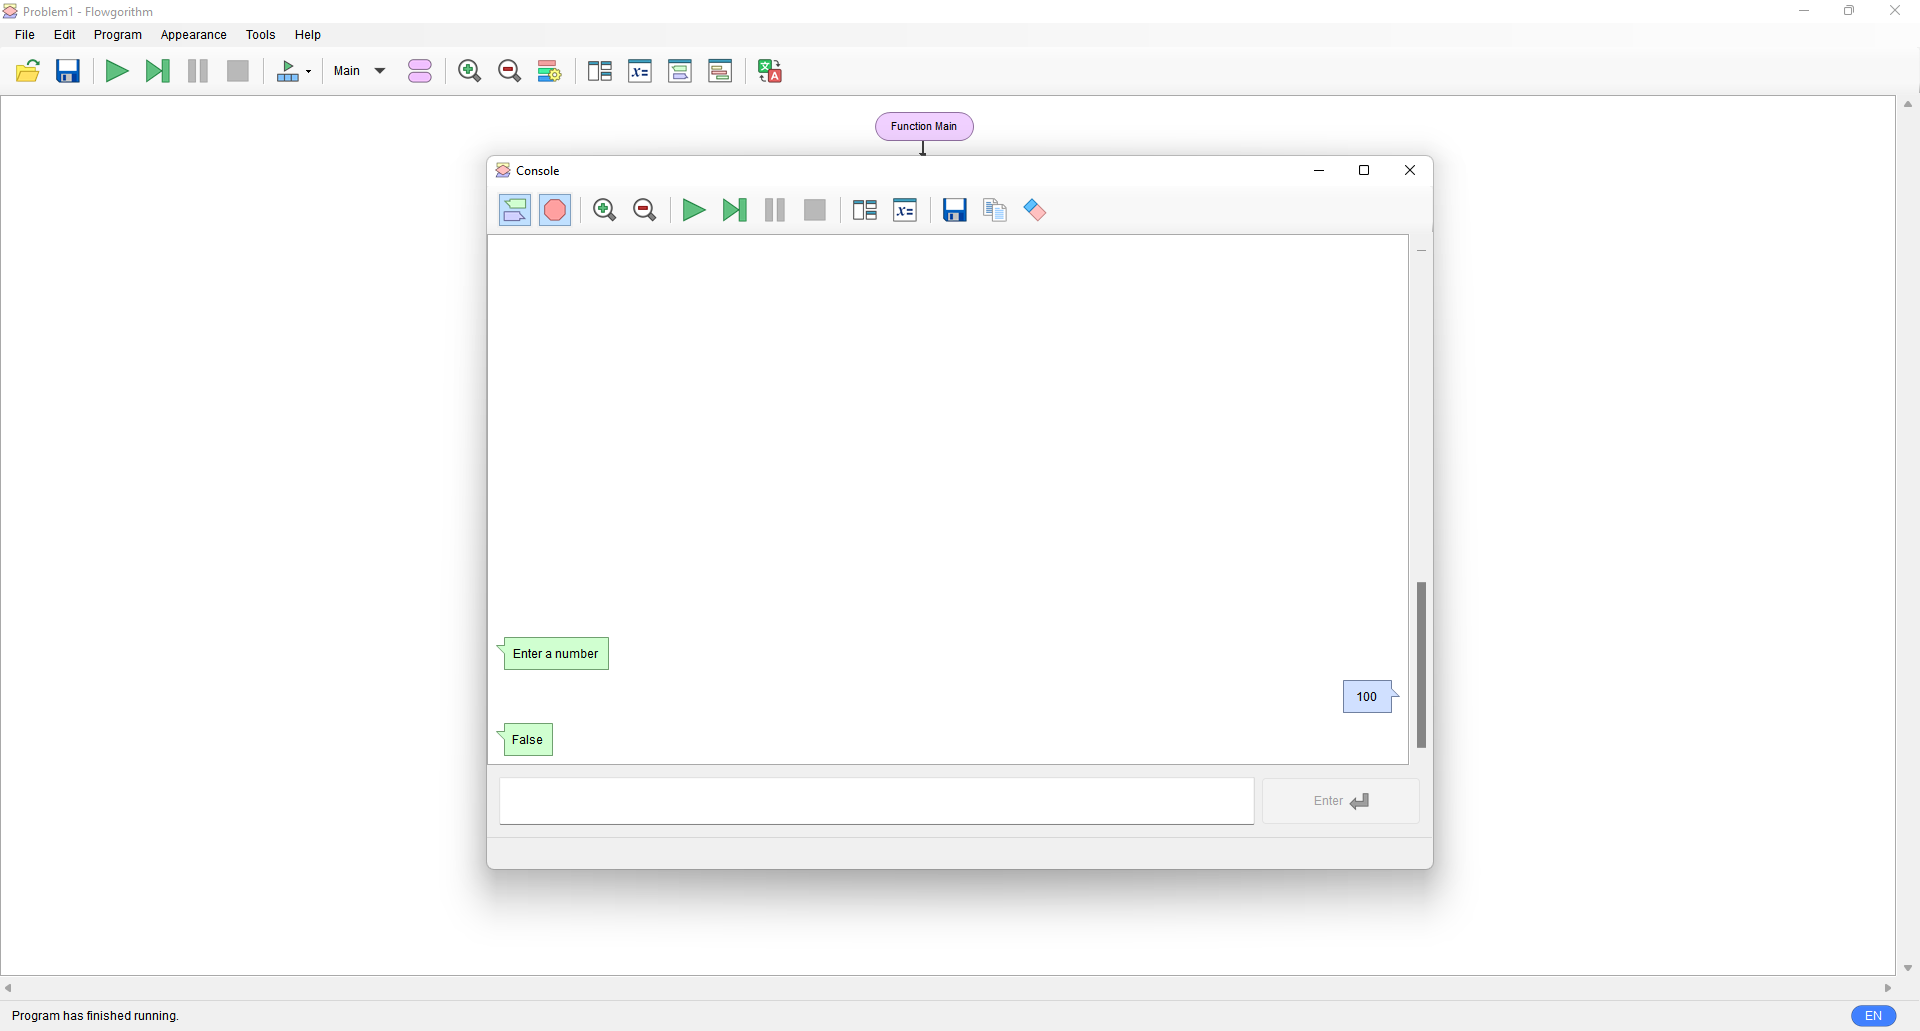 Problem1 - Flowgorithm
File Edit Program Appearance Tools Help
Main
Function Main
Console
Enter a number
100
False
Enter
Program has finished running.
EN